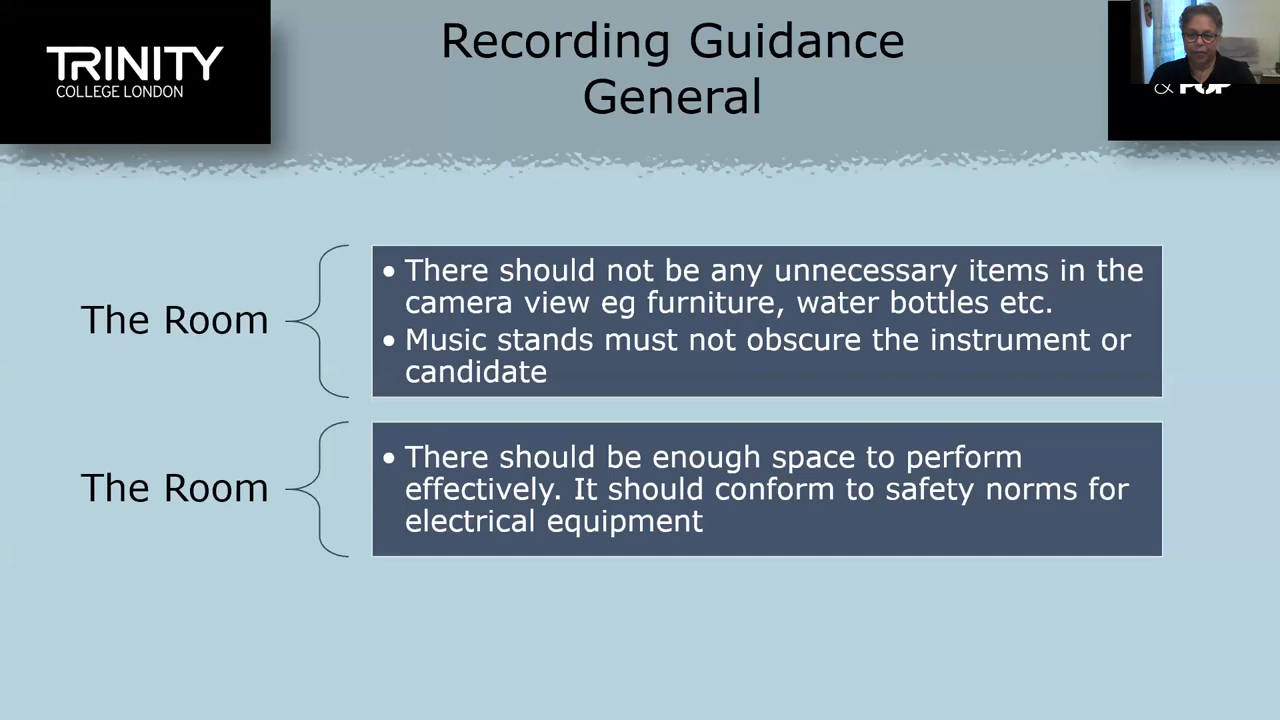 TRINITY
COLLEGE LONDON
Recording Guidance
General
& POP
The Room
• There should not be any unnecessary items in the
camera view eg furniture, water bottles etc.
• Music stands must not obscure the instrument or
candidate
The Room
• There should be enough space to perform
effectively. It should conform to safety norms for
electrical equipment